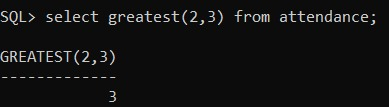 SQL> select greatest(2,3) from attendance;
GREATEST(2,3)
-------------
3